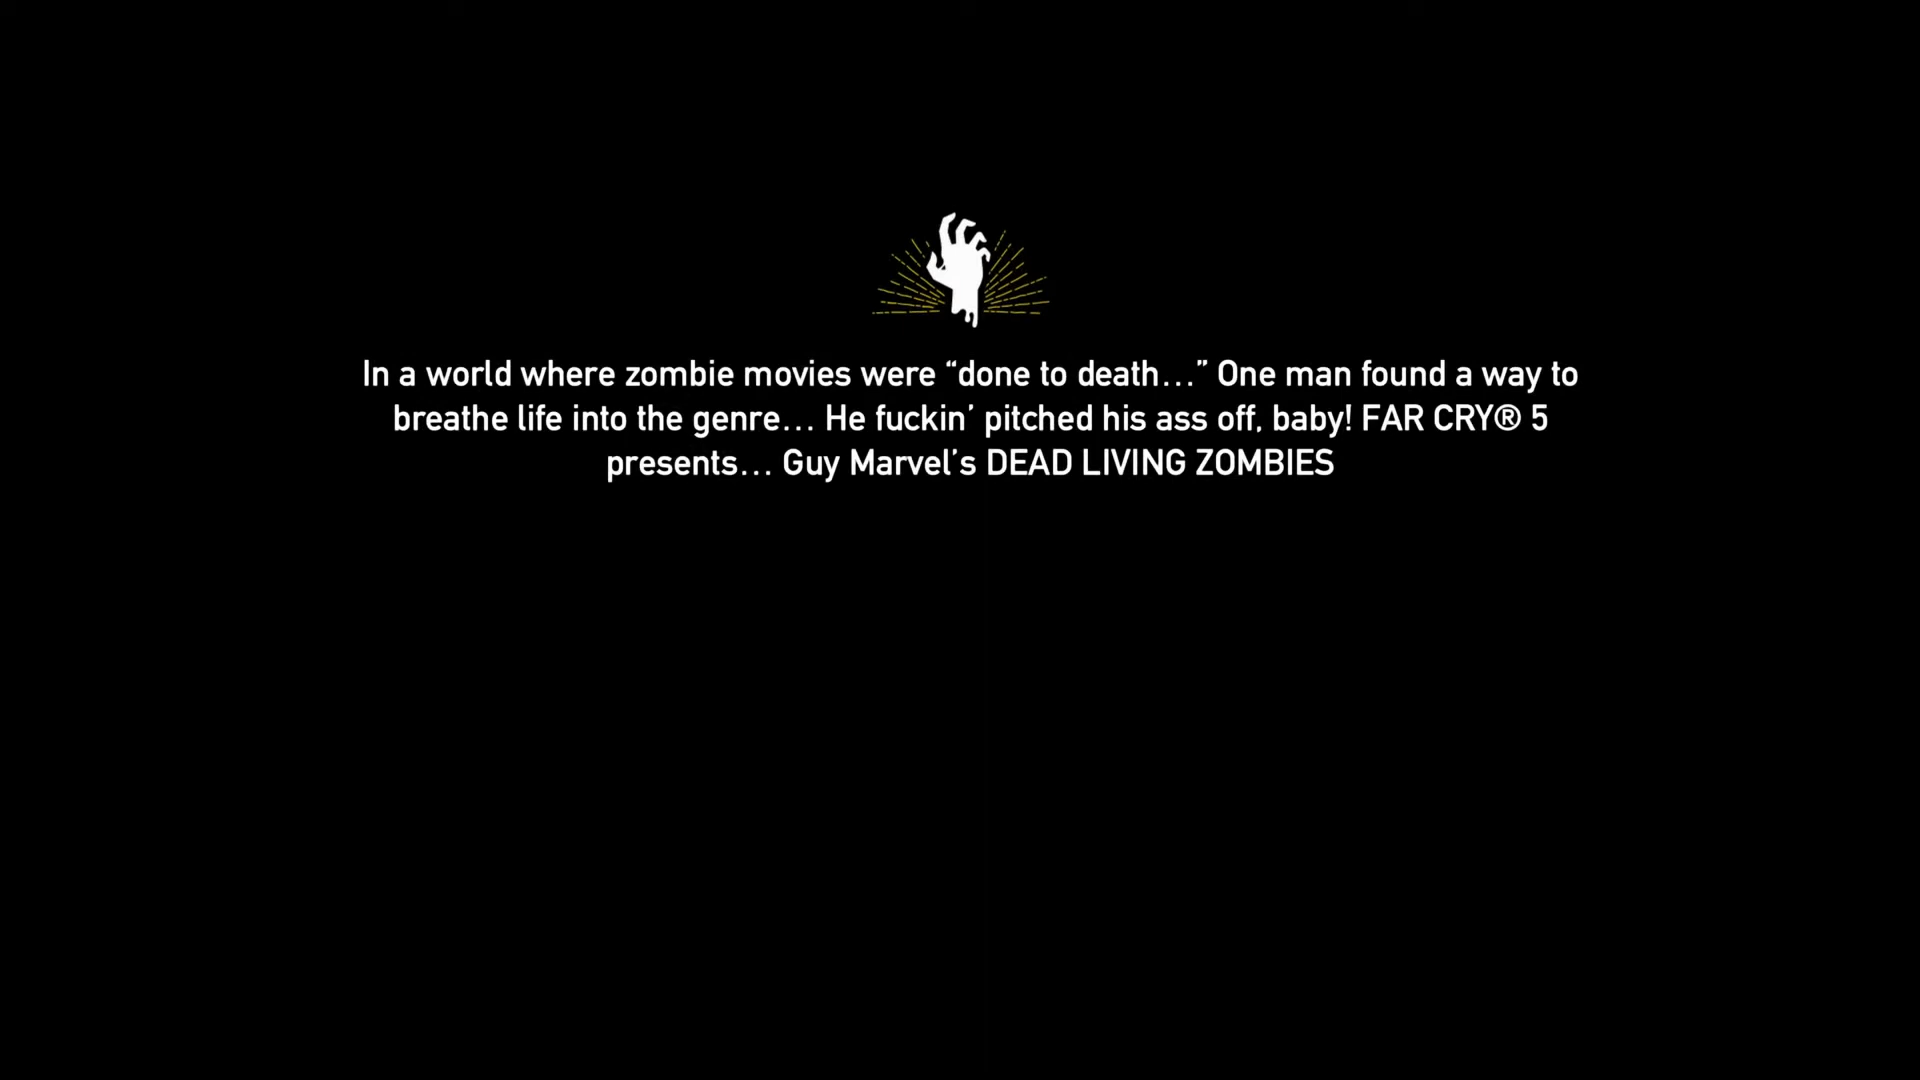 In a world where zombie movies were “done to death…” One man found a way to
breathe life into the genre… He fuckin’ pitched his ass off, baby! FAR CRY® 5
presents… Guy Marvel’s DEAD LIVING ZOMBIES